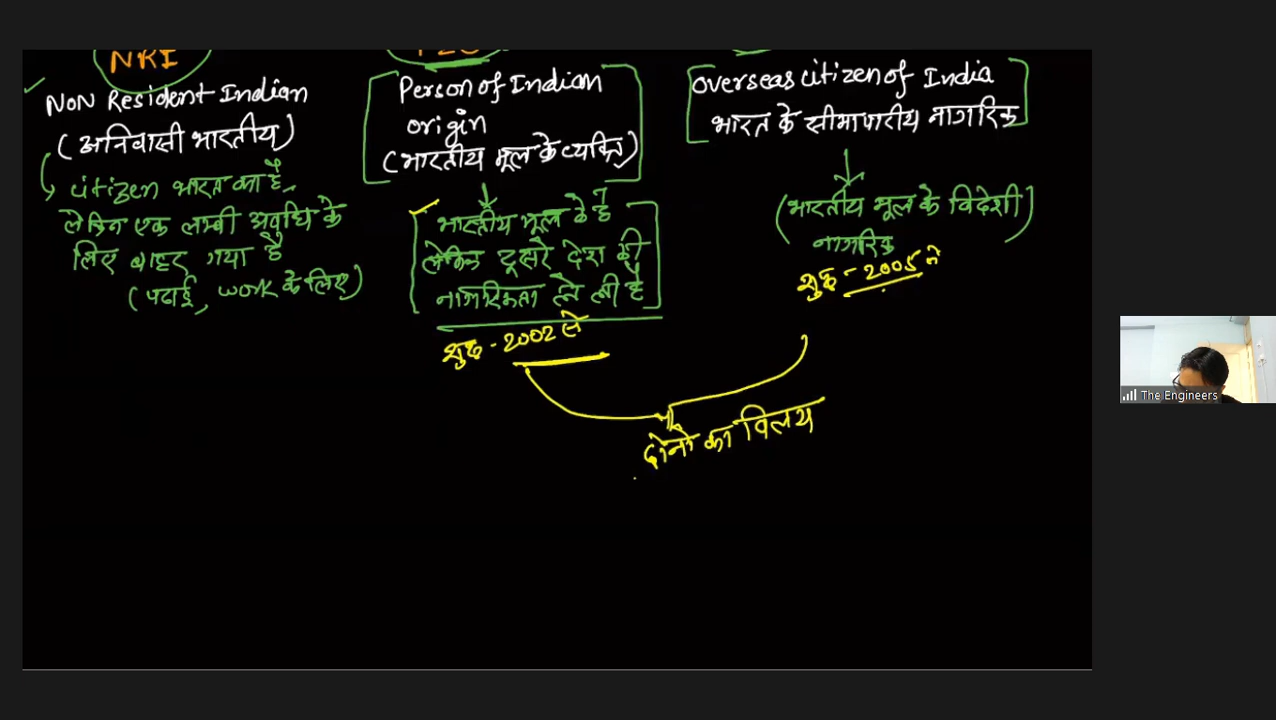 NRI
NON Resident Indian
(अनिवासी भारतीय)
citizen भारत का है
लेकिन एक लम्बी अवधि के
लिए बाहर गया है
(पढाई, work के लिए)
Person of Indian
origin
(भारतीय मूल के व्यक्ति)
भारतीय मूल के है
लेकिन दूसरे देश की
नागरिकता ले ली है
शुरू - 2002 से
overseas citizen of India
भारत के सीमापारीय नागरिक
(भारतीय मूल के विदेशी
नागरिक
शुरू - 2005 से
दोनो का विलय
The Engineers